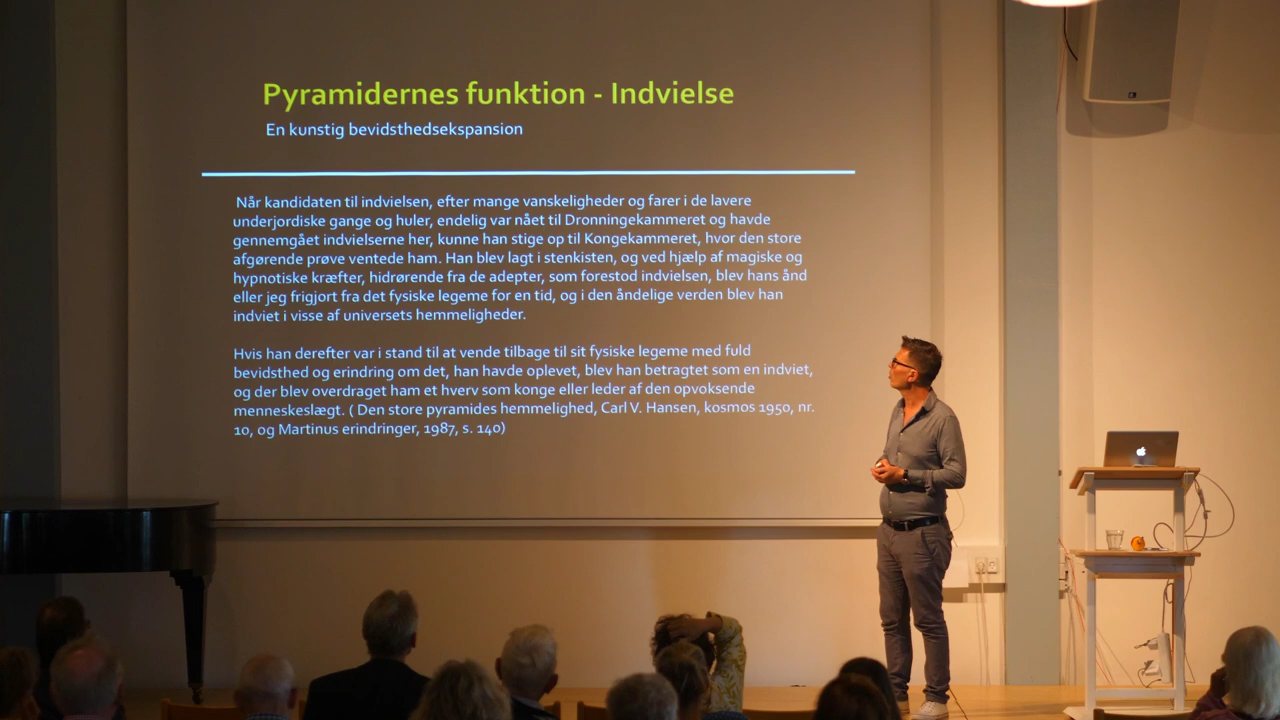 Pyramidernes funktion - Indvielse
En kunstig bevidsthedsekspansion
Når kandidaten til indvielsen, efter mange vanskeligheder og farer i de lavere
underjordiske gange og huler, endelig var nået til Dronningekammeret og havde
gennemgået indvielserne her, kunne han stige op til Kongekammeret, hvor den store
afgørende prøve ventede ham. Han blev lagt i stenkisten, og ved hjælp af magiske og
hypnotiske kræfter, hidrørende fra de adepter, som forestod indvielsen, blev hans ånd
eller jeg frigjort fra det fysiske legeme for en tid, og i den åndelige verden blev han
indviet i visse af universets hemmeligheder.
Hvis han derefter var i stand til at vende tilbage til sit fysiske legeme med fuld
bevidsthed og erindring om det, han havde oplevet, blev han betragtet som en indviet,
og der blev overdraget ham et hverv som konge eller leder af den opvoksende
menneskeslægt. ( Den store pyramides hemmelighed, Carl V. Hansen, kosmos 1950, nr.
10, og Martinus erindringer, 1987, s. 140)